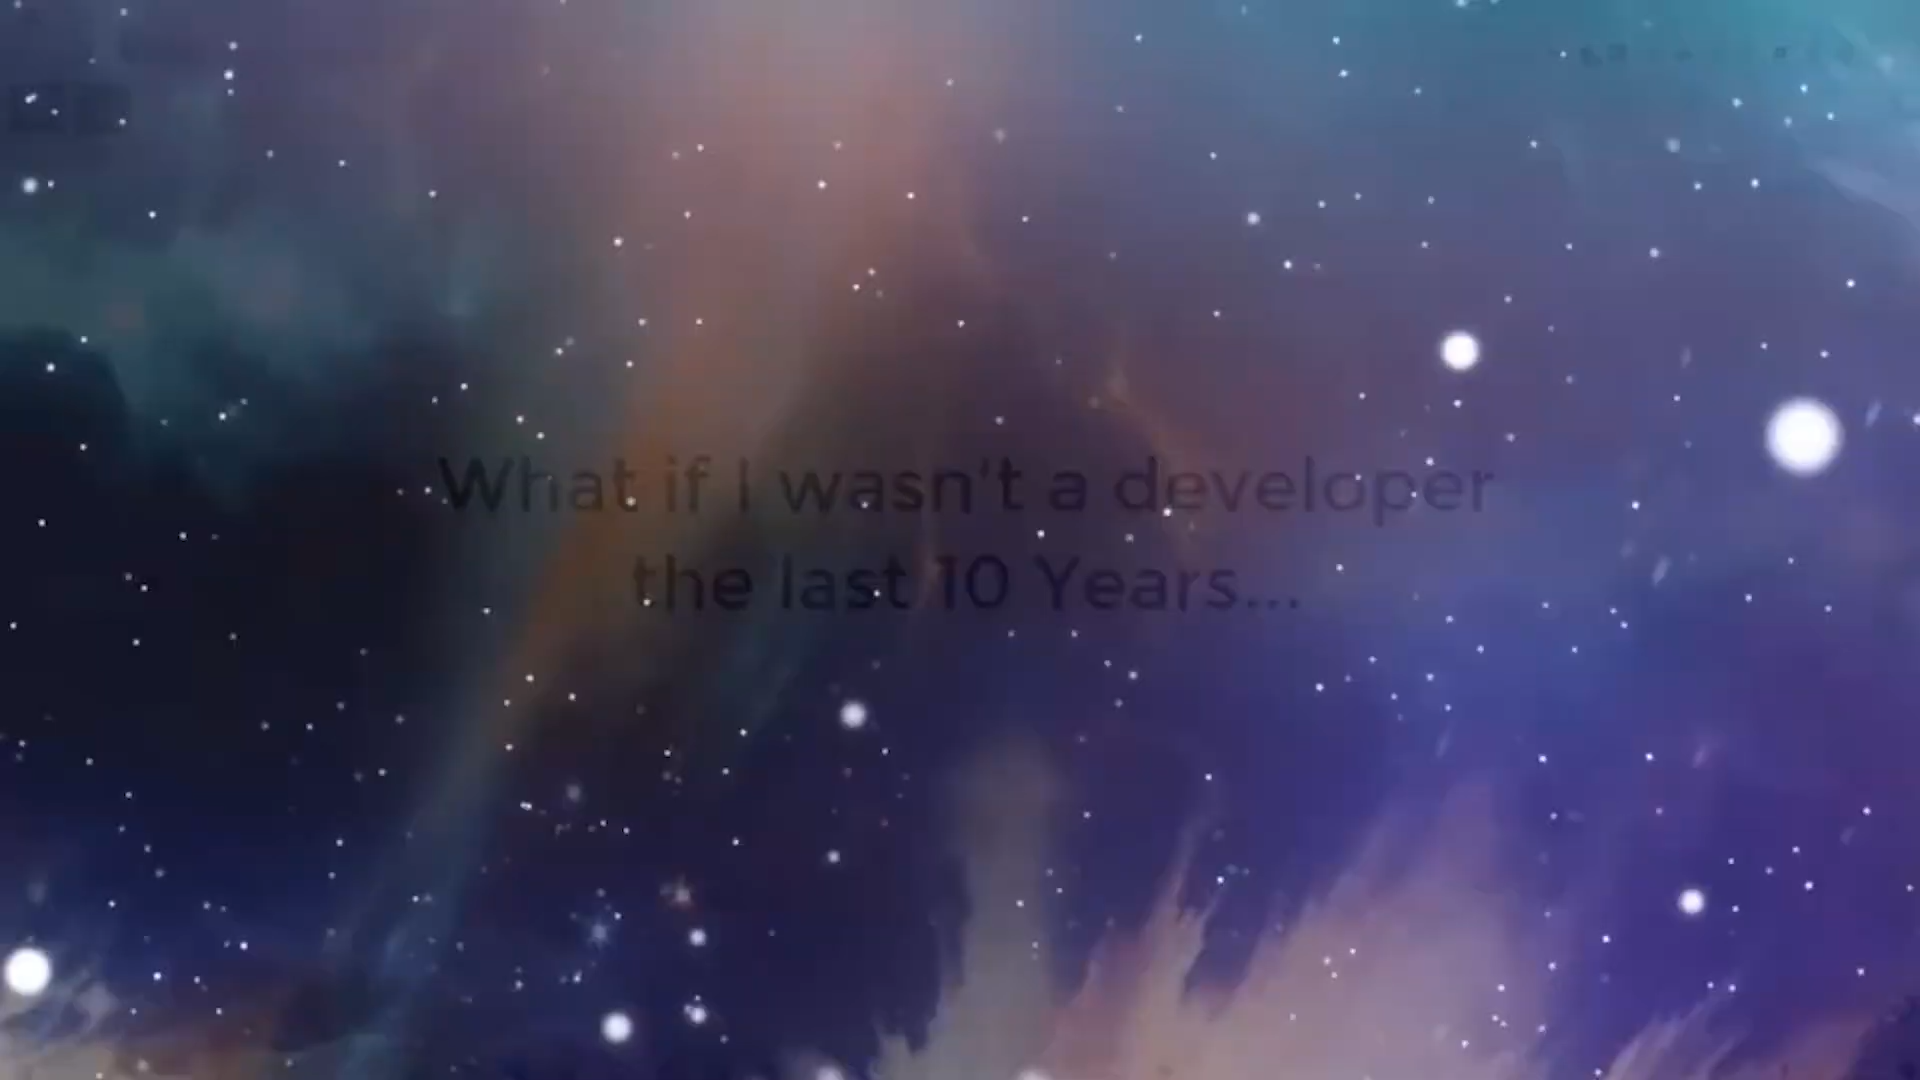 What if I wasn't a developer
the last 10 Years...